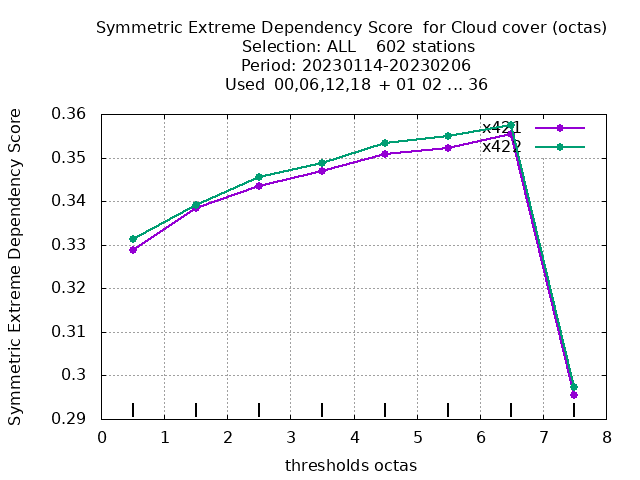 Symmetric Extreme Dependency Score  for Cloud cover (octas)
Selection: ALL    602 stations
Period: 20230114-20230206
Used  00,06,12,18  + 01 02 ... 36
Symmetric Extreme Dependency Score
0.36
0.35
0.34
0.33
0.32
0.31
0.3
0.29
x421
x422
0 1 2 3 4 5 6 7 8
thresholds octas